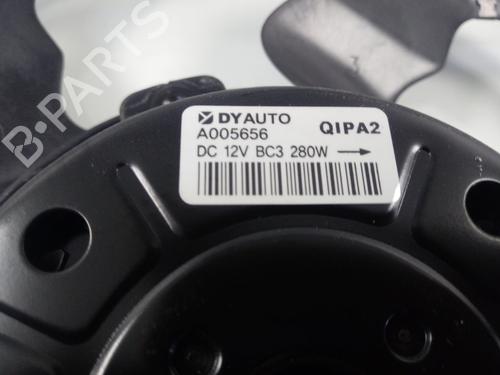 B-PARTS
DYAUTO
A005656 QIPA2
DC 12V BC3 280W →